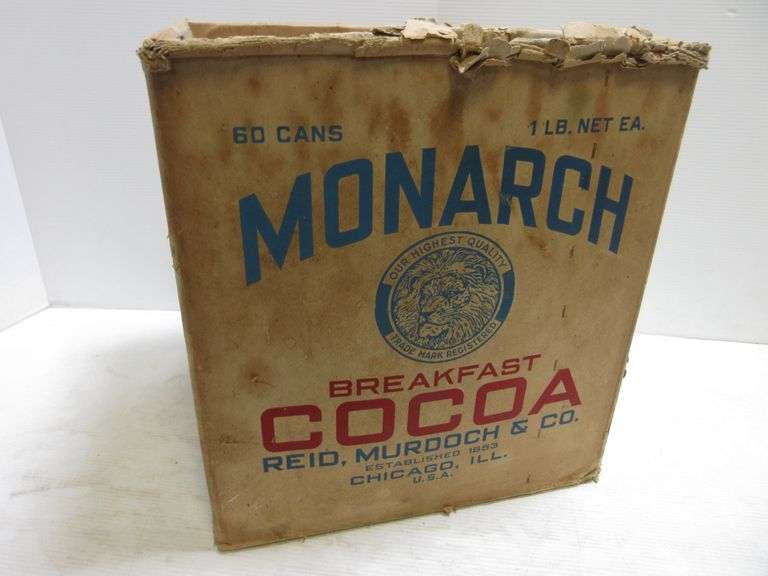 60 CANS 1 LB. NET EA.
MONARCH
OUR HIGHEST QUALITY
TRADE MARK REGISTERED
BREAKFAST
COCOA
REID, MURDOCH & CO.
ESTABLISHED 1853
CHICAGO, ILL.
U.S.A.